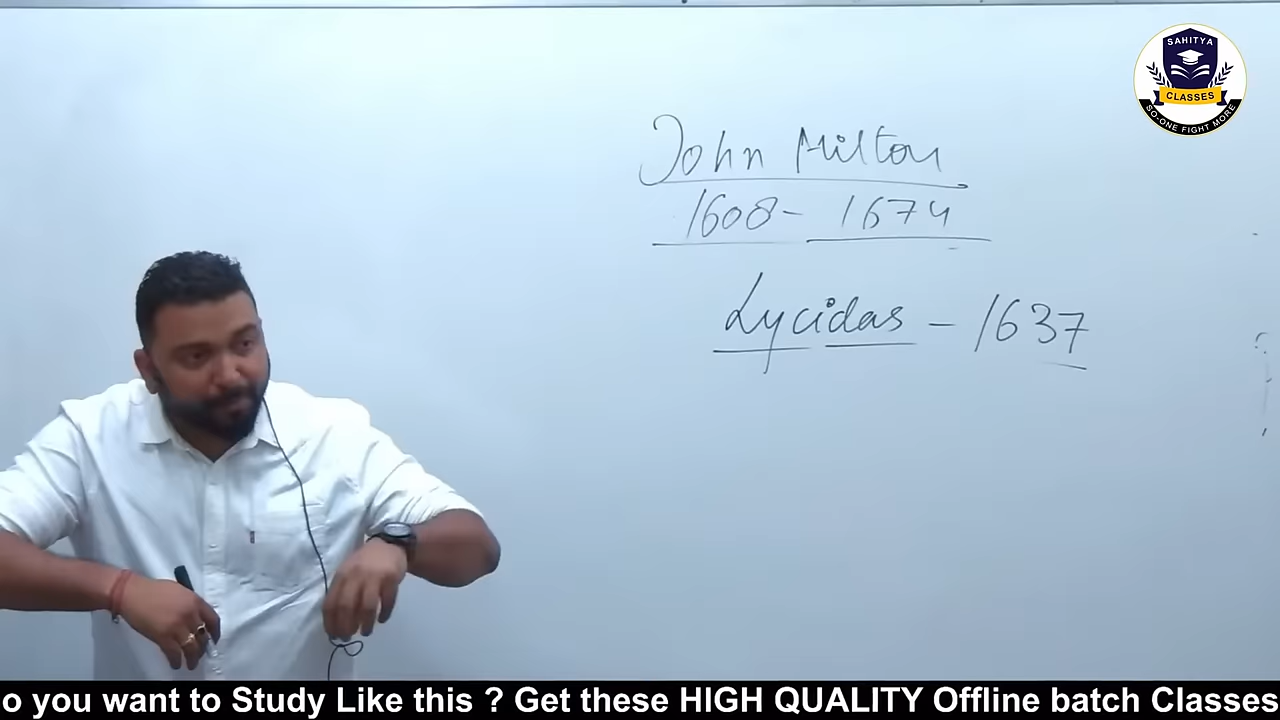 SAHITYA
CLASSES
SO-ONE FIGHT MORE
John Milton
1608 - 1674
Lycidas - 1637
o you want to Study Like this ? Get these HIGH QUALITY Offline batch Classes